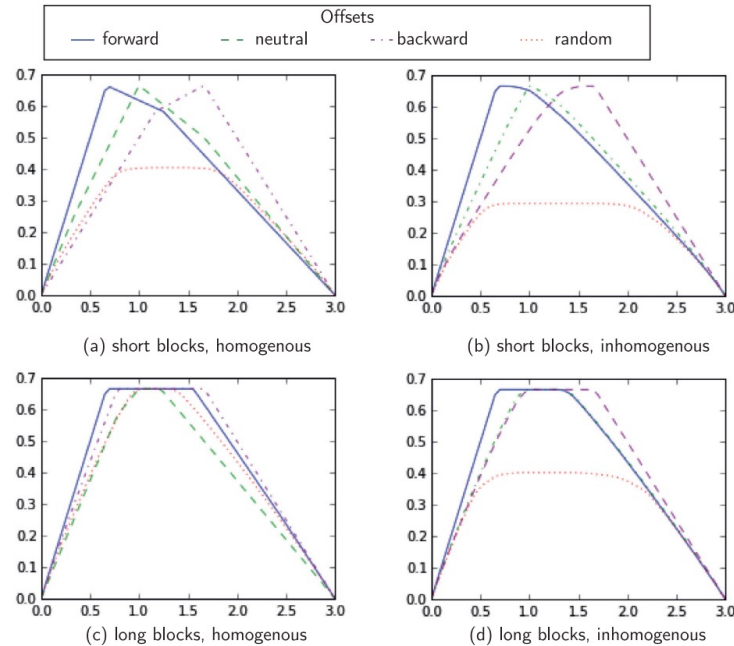 Offsets
forward neutral backward random
0.7 0.7
0.6 0.6
0.5 0.5
0.4 0.4
0.3 0.3
0.2 0.2
0.1 0.1
0.0 0.0
0.0 0.5 1.0 1.5 2.0 2.5 3.0 0.0 0.5 1.0 1.5 2.0 2.5 3.0
(a) short blocks, homogenous (b) short blocks, inhomogenous
0.7 0.7
0.6 0.6
0.5 0.5
0.4 0.4
0.3 0.3
0.2 0.2
0.1 0.1
0.0 0.0
0.0 0.5 1.0 1.5 2.0 2.5 3.0 0.0 0.5 1.0 1.5 2.0 2.5 3.0
(c) long blocks, homogenous (d) long blocks, inhomogenous